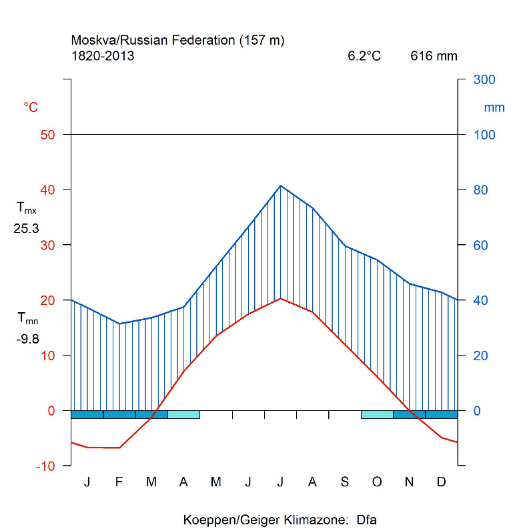 Moskva/Russian Federation (157 m)
1820-2013 6.2°C 616 mm
300
°C mm
50 100
40 80
Tmx
25.3
30 60
20 40
Tmn
-9.8
10 20
0 0
-10
J F M A M J J A S O N D
Koeppen/Geiger Klimazone: Dfa